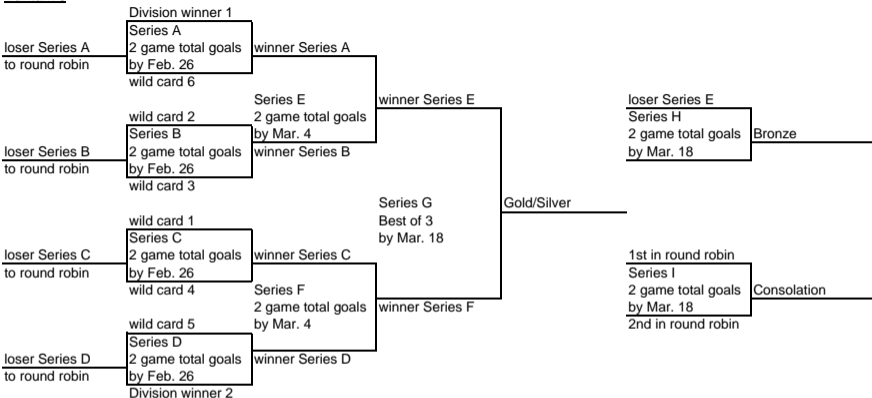 Division winner 1
Series A
loser Series A
2 game total goals
winner Series A
to round robin
by Feb. 26
wild card 6
Series E
winner Series E
loser Series E
wild card 2
2 game total goals
Series H
Series B
by Mar. 4
2 game total goals
Bronze
loser Series B
2 game total goals
winner Series B
by Mar. 18
to round robin
by Feb. 26
wild card 3
Series G
Gold/Silver
wild card 1
Best of 3
Series C
by Mar. 18
loser Series C
2 game total goals
winner Series C
1st in round robin
to round robin
by Feb. 26
Series I
wild card 4
Series F
2 game total goals
Consolation
2 game total goals
winner Series F
by Mar. 18
wild card 5
by Mar. 4
2nd in round robin
Series D
loser Series D
2 game total goals
winner Series D
to round robin
by Feb. 26
Division winner 2